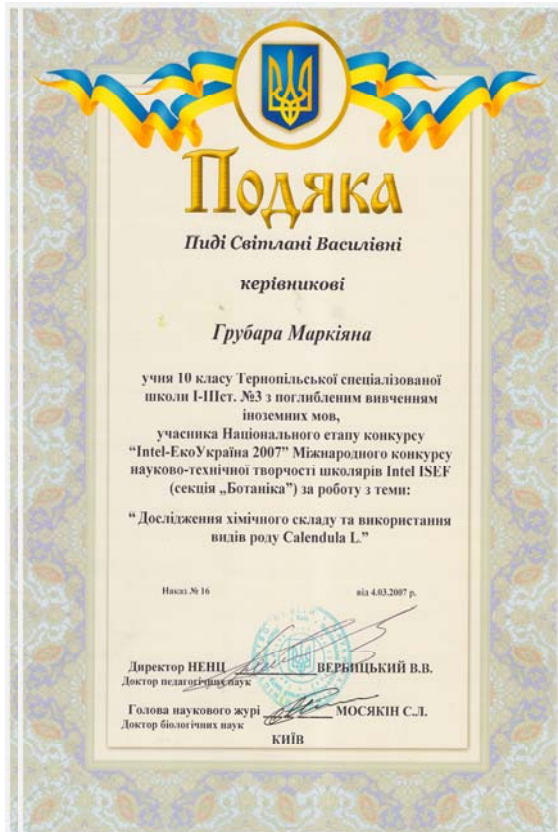 Подяка
Пиді Світлані Василівні
керівникові
Грубара Маркіяна
учня 10 класу Тернопільської спеціалізованої
школи І-ІІІст. №3 з поглибленим вивченням
іноземних мов,
учасника Національного етапу конкурсу
“Intel-ЕкоУкраїна 2007” Міжнародного конкурсу
науково-технічної творчості школярів Intel ISEF
(секція „Ботаніка”) за роботу з теми:
“ Дослідження хімічного складу та використання
видів роду Calendula L.”
Наказ № 16 від 4.03.2007 р.
Директор НЕНЦ ВЕРБИЦЬКИЙ В.В.
Доктор педагогічних наук
Голова наукового журі МОСЯКІН С.Л.
Доктор біологічних наук
КИЇВ